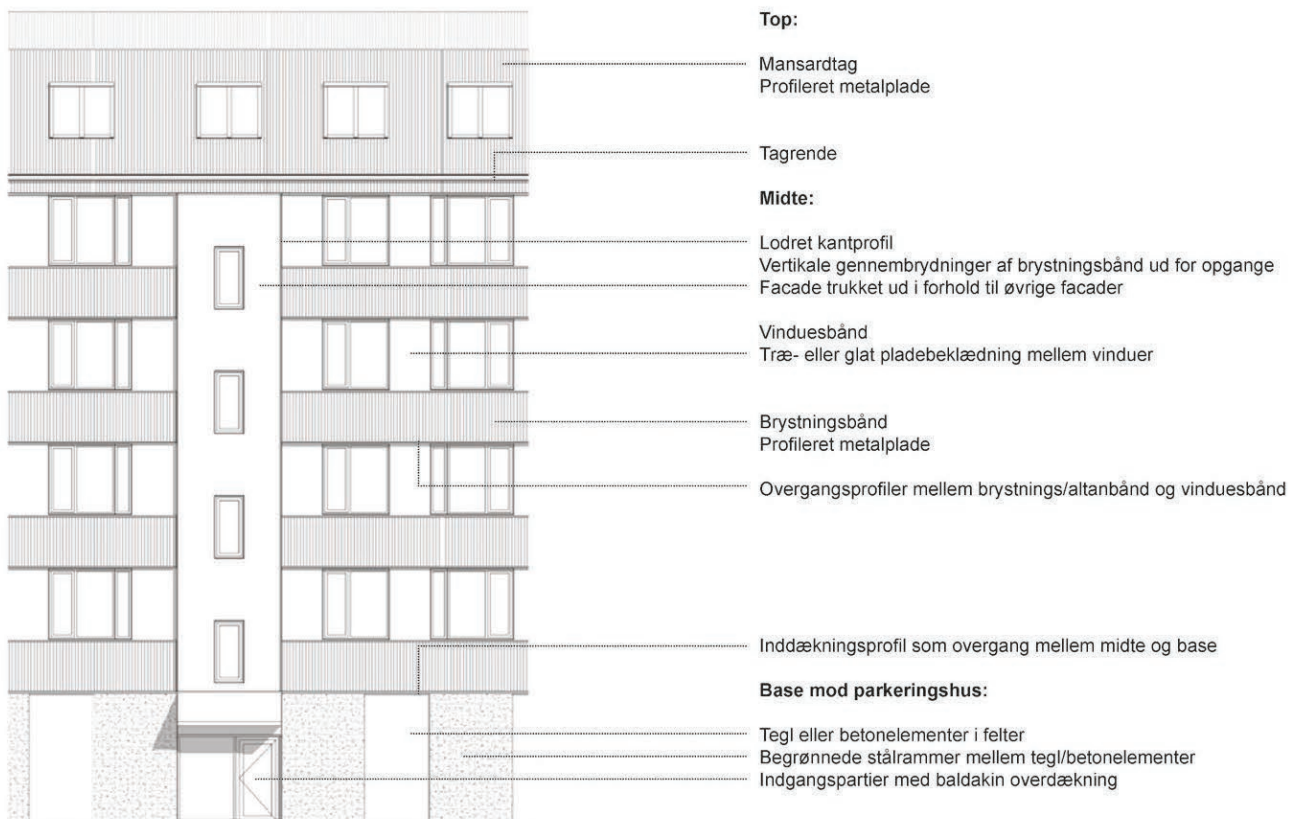 Top:
Mansardtag
Profileret metalplade
Tagrende
Midte:
Lodret kantprofil
Vertikale gennembrydninger af brystningsbånd ud for opgange
Facade trukket ud i forhold til øvrige facader
Vinduesbånd
Træ- eller glat pladebeklædning mellem vinduer
Brystningsbånd
Profileret metalplade
Overgangsprofiler mellem brystnings/altanbånd og vinduesbånd
Inddækningsprofil som overgang mellem midte og base
Base mod parkeringshus:
Tegl eller betonelementer i felter
Begrønnede stålrammer mellem tegl/betonelementer
Indgangspartier med baldakin overdækning